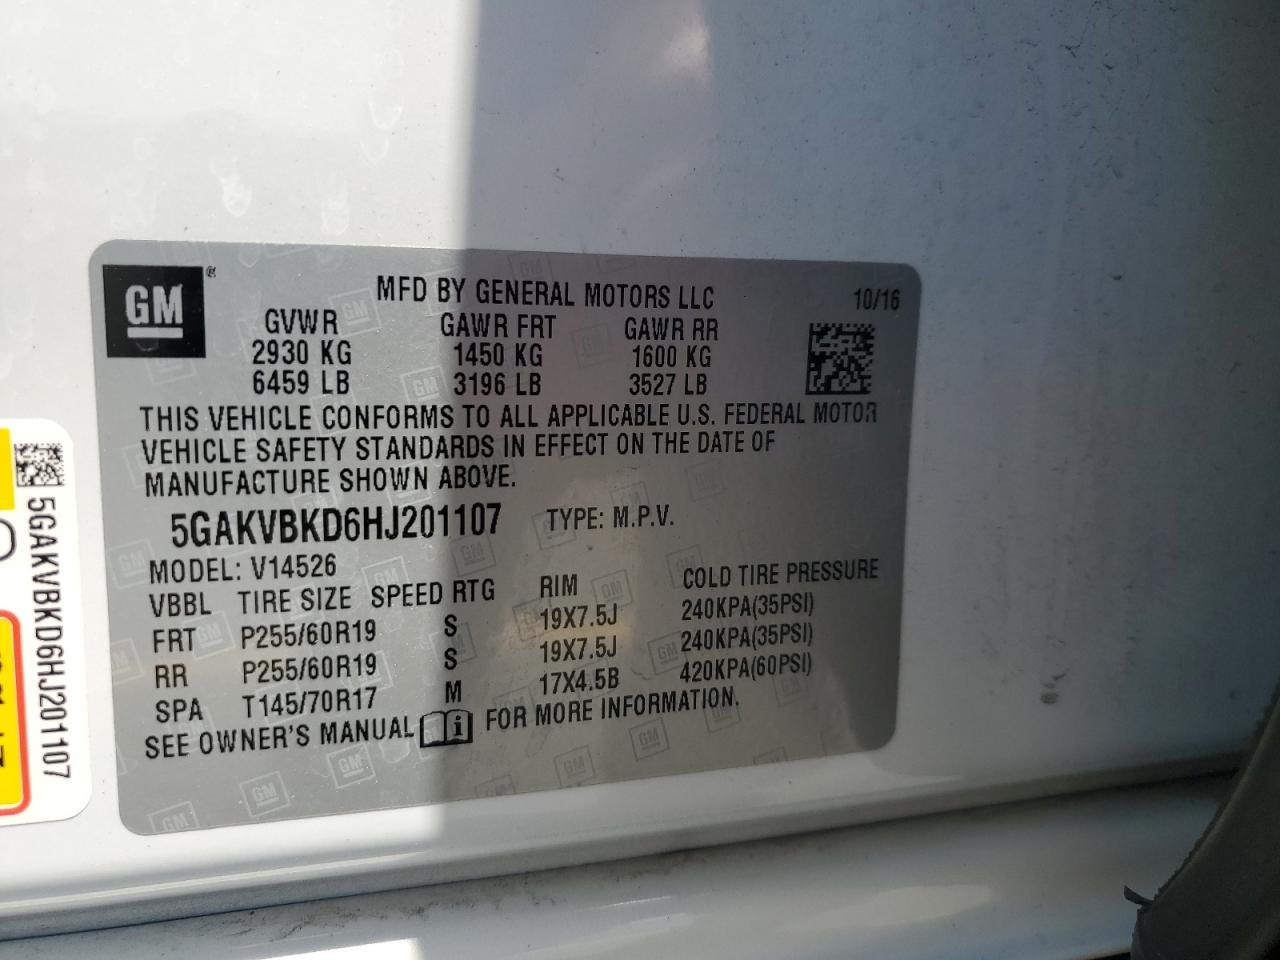 GM®
MFD BY GENERAL MOTORS LLC 10/16
GVWR GAWR FRT GAWR RR
2930 KG 1450 KG 1600 KG
6459 LB 3196 LB 3527 LB
THIS VEHICLE CONFORMS TO ALL APPLICABLE U.S. FEDERAL MOTOR
VEHICLE SAFETY STANDARDS IN EFFECT ON THE DATE OF
MANUFACTURE SHOWN ABOVE.
5GAKVBKD6HJ201107 TYPE: M.P.V.
MODEL: V14526
VBBL TIRE SIZE SPEED RTG RIM COLD TIRE PRESSURE
FRT P255/60R19 S 19X7.5J 240KPA(35PSI)
RR P255/60R19 S 19X7.5J 240KPA(35PSI)
SPA T145/70R17 M 17X4.5B 420KPA(60PSI)
SEE OWNER'S MANUAL i FOR MORE INFORMATION.
5GAKVBKD6HJ201107